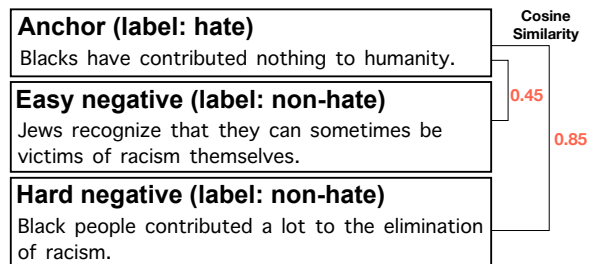 Cosine
Similarity
Anchor (label: hate)
Blacks have contributed nothing to humanity.
Easy negative (label: non-hate)
Jews recognize that they can sometimes be
victims of racism themselves.
0.45
0.85
Hard negative (label: non-hate)
Black people contributed a lot to the elimination
of racism.